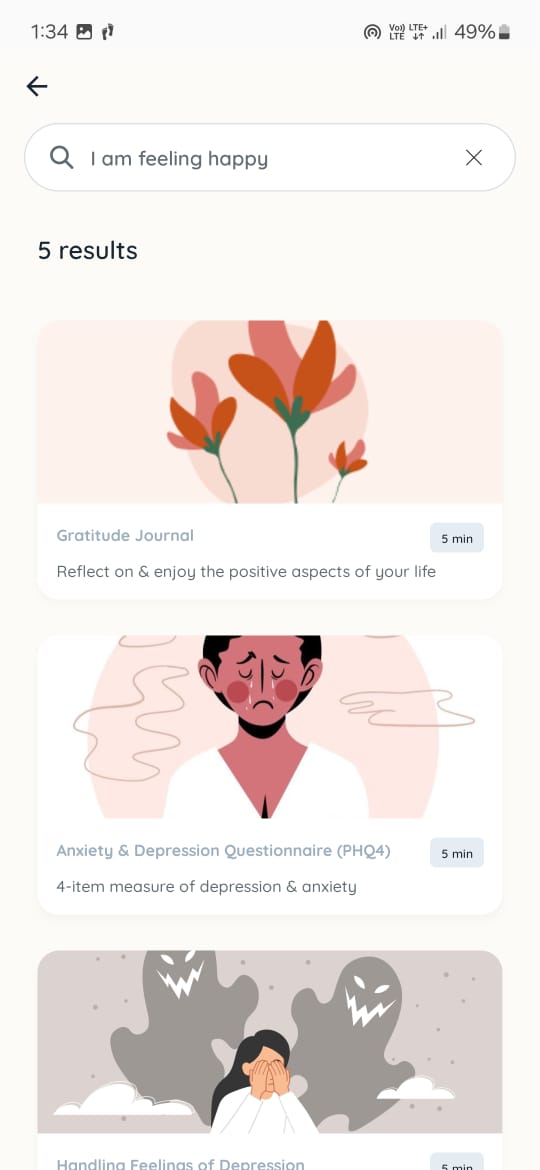 1:34
Vo)) LTE+
LTE
49%
I am feeling happy
5 results
Gratitude Journal
5 min
Reflect on & enjoy the positive aspects of your life
Anxiety & Depression Questionnaire (PHQ4)
5 min
4-item measure of depression & anxiety
Handling Feelings of Depression
5 min